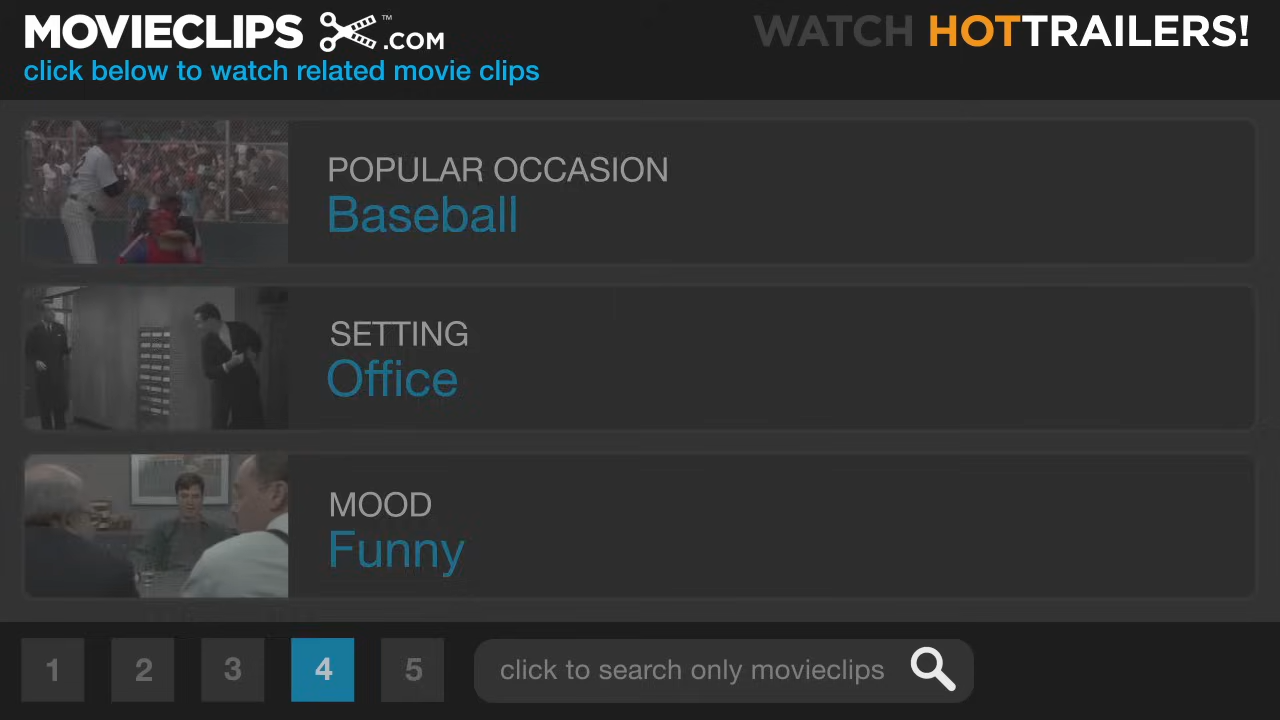 MOVIECLIPS ™.COM
WATCH HOTTRAILERS!
click below to watch related movie clips
POPULAR OCCASION
Baseball
SETTING
Office
MOOD
Funny
1 2 3 4 5
click to search only movieclips